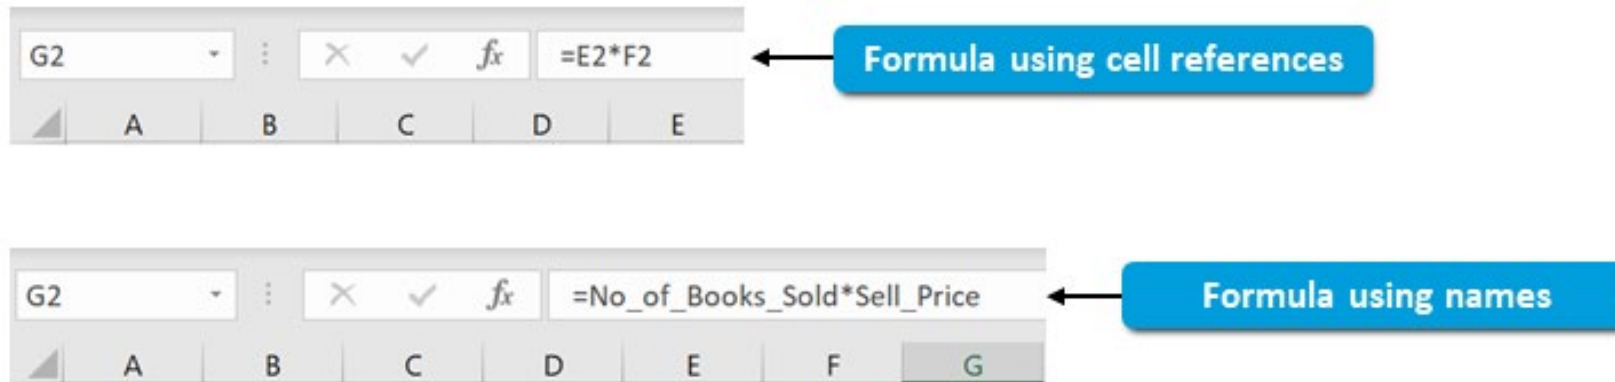 G2 fx =E2*F2 Formula using cell references
A B C D E
G2 fx =No_of_Books_Sold*Sell_Price Formula using names
A B C D E F G